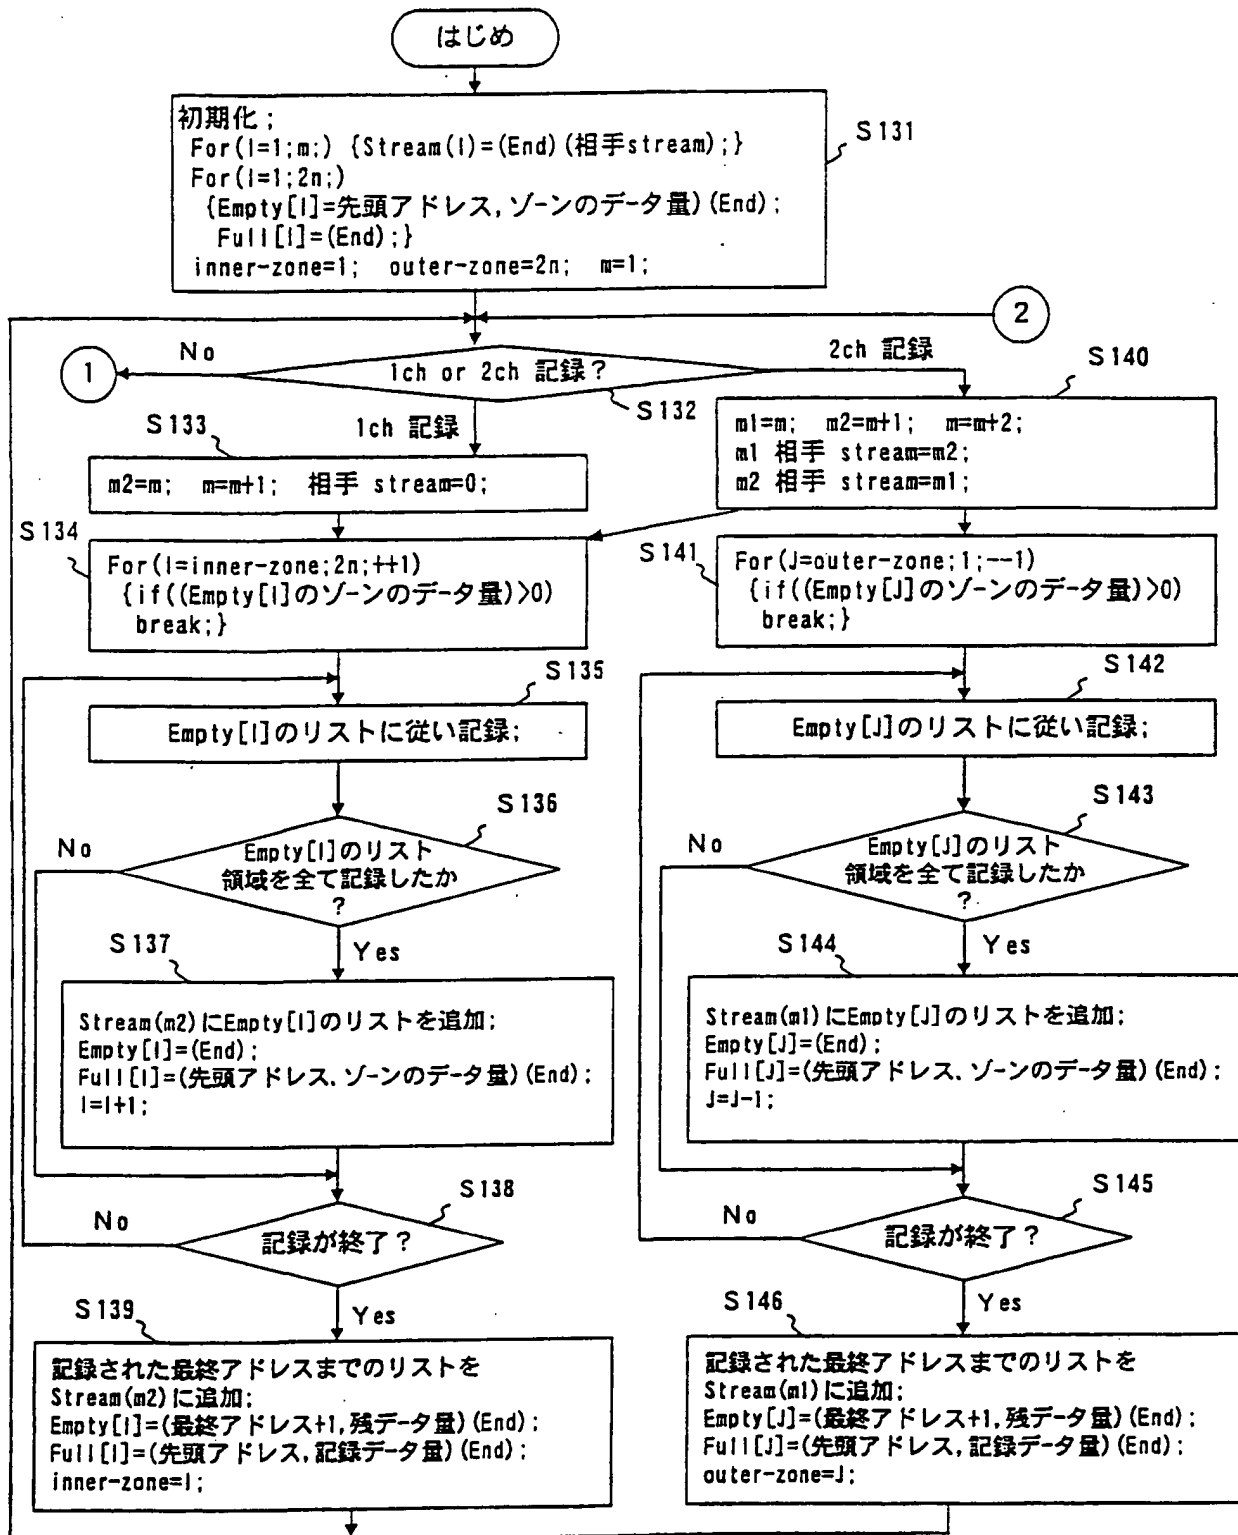 はじめ
初期化;
For(I=1;m;) {Stream(I)=(End)(相手stream);}
For(I=1;2n;)
{Empty[I]=先頭アドレス,ゾーンのデータ量)(End);
Full[I]=(End);}
inner-zone=1; outer-zone=2n; m=1;
S131
2
No
1
1ch or 2ch 記録?
S132
2ch 記録
S140
1ch 記録
S133
m2=m; m=m+1; 相手 stream=0;
m1=m; m2=m+1; m=m+2;
m1 相手 stream=m2;
m2 相手 stream=m1;
S134
For(I=inner-zone;2n;++1)
{if((Empty[I]のゾーンのデータ量)>0)
break;}
S141
For(J=outer-zone;1;--1)
{if((Empty[J]のゾーンのデータ量)>0)
break;}
S135
Empty[I]のリストに従い記録;
S142
Empty[J]のリストに従い記録;
S136
No
Empty[I]のリスト
領域を全て記録したか
?
Yes
S143
No
Empty[J]のリスト
領域を全て記録したか
?
Yes
S137
Stream(m2)にEmpty[I]のリストを追加;
Empty[I]=(End);
Full[I]=(先頭アドレス,ゾーンのデータ量)(End);
I=I+1;
S144
Stream(m1)にEmpty[J]のリストを追加;
Empty[J]=(End);
Full[J]=(先頭アドレス,ゾーンのデータ量)(End);
J=J-1;
S138
No
記録が終了?
Yes
S145
No
記録が終了?
Yes
S139
記録された最終アドレスまでのリストを
Stream(m2)に追加;
Empty[I]=(最終アドレス+1,残データ量)(End);
Full[I]=(先頭アドレス,記録データ量)(End);
inner-zone=I;
S146
記録された最終アドレスまでのリストを
Stream(m1)に追加;
Empty[J]=(最終アドレス+1,残データ量)(End);
Full[J]=(先頭アドレス,記録データ量)(End);
outer-zone=J;